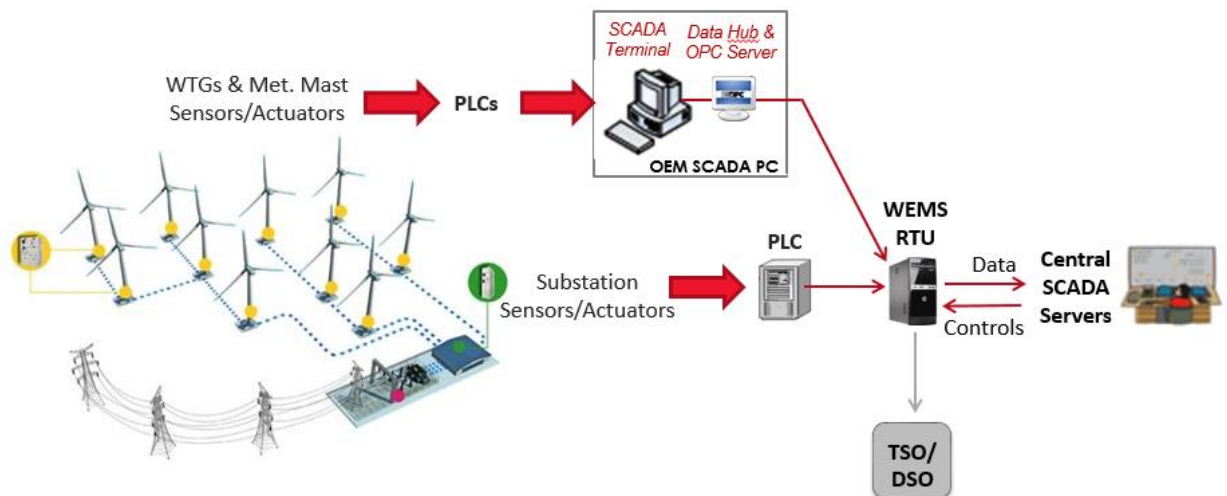 SCADA
Terminal
Data Hub &
OPC Server
WTGs & Met. Mast
Sensors/Actuators
PLCs
OPC
OEM SCADA PC
WEMS
RTU
PLC
Substation
Sensors/Actuators
Data
Controls
Central
SCADA
Servers
TSO/
DSO